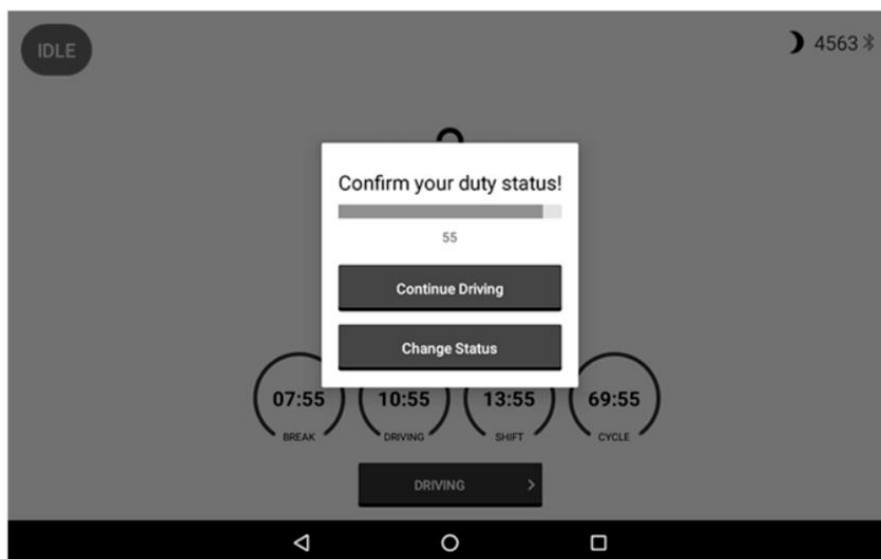 IDLE
4563
Confirm your duty status!
55
Continue Driving
Change Status
07:55 10:55 13:55 69:55
BREAK DRIVING SHIFT CYCLE
DRIVING